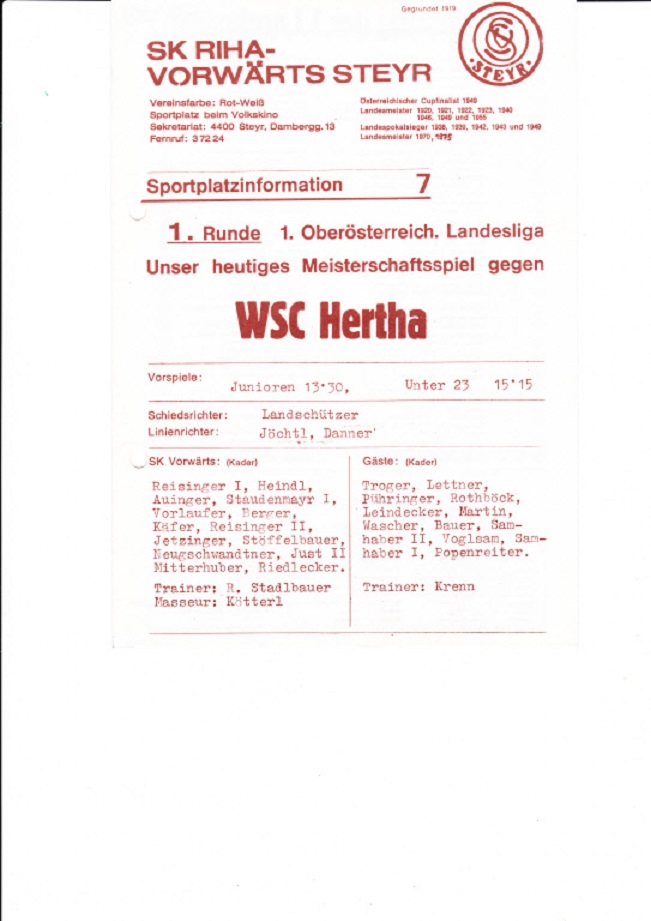 Gegründet 1919
SK RIHA-
VORWÄRTS STEYR
STEYR
Vereinsfarbe: Rot-Weiß
Sportplatz beim Volkskino
Sekretariat: 4400 Steyr, Dambergg. 13
Fernruf: 37224
Österreichischer Cupfinalist 1949
Landesmeister 1920, 1921, 1922, 1923, 1940
1946, 1949 und 1955
Landespokalsieger 1938, 1939, 1942, 1943 und 1949
Landesmeister 1970, 1975
Sportplatzinformation 7
1. Runde 1. Oberösterreich. Landesliga
Unser heutiges Meisterschaftsspiel gegen
WSC Hertha
Vorspiele: Junioren 13·30, Unter 23 15'15
Schiedsrichter: Landschützer
Linienrichter: Jöchtl, Danner'
SK Vorwärts: (Kader)
Reisinger I, Heindl,
Auinger, Staudenmayr I,
Vorlaufer, Berger,
Käfer, Reisinger II,
Jetzinger, Stöffelbauer,
Neugschwandtner, Just II
Mitterhuber, Riedlecker.
Trainer: R. Stadlbauer
Masseur: Kötterl
Gäste: (Kader)
Troger, Lettner,
Pühringer, Rothböck,
Leindecker, Martin,
Wascher, Bauer, Sam-
haber II, Voglsam, Sam-
haber I, Popenreiter.
Trainer: Krenn